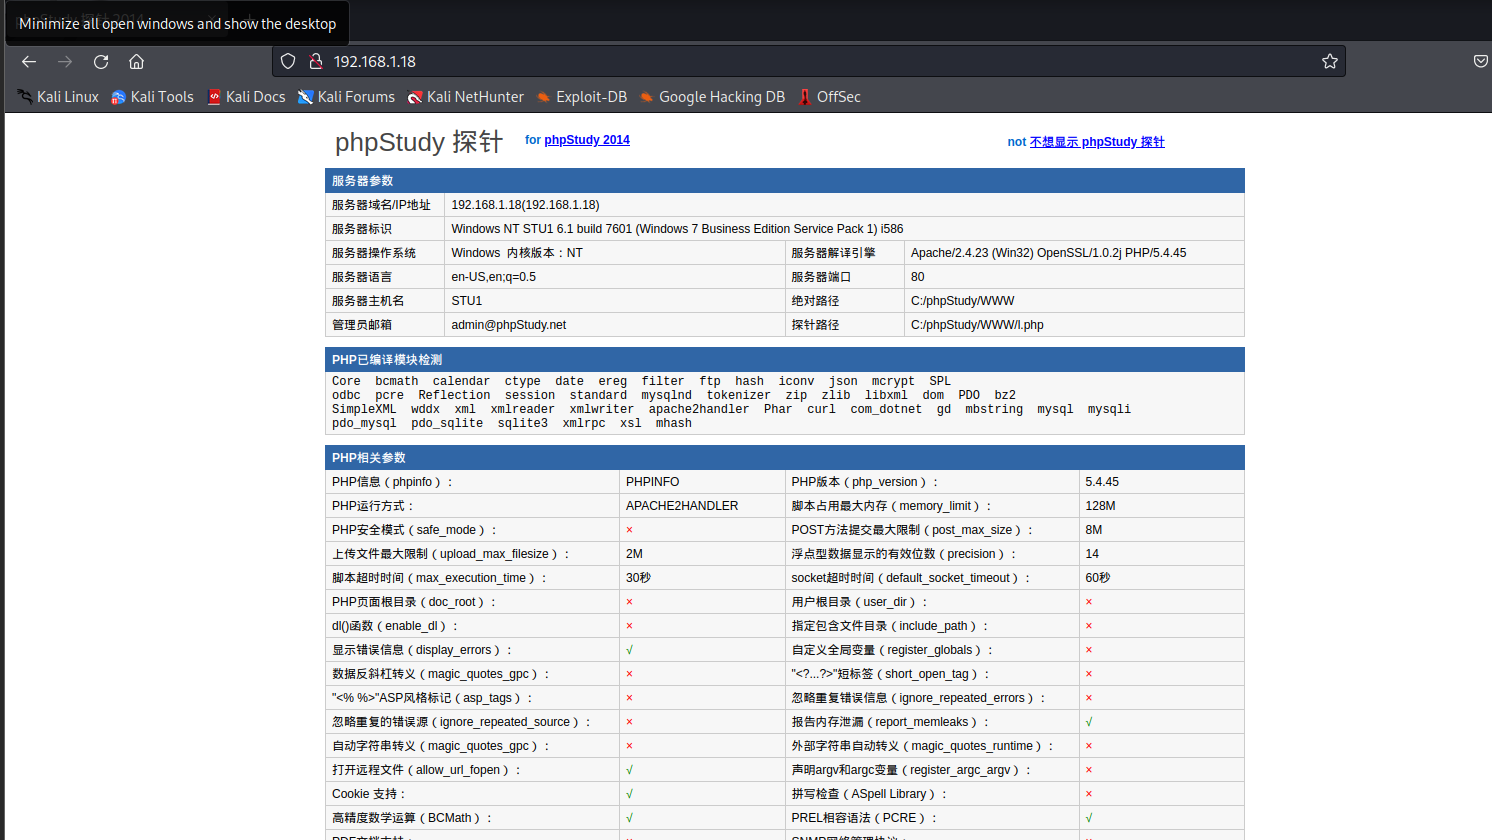 Minimize all open windows and show the desktop
192.168.1.18
Kali Linux Kali Tools Kali Docs Kali Forums Kali NetHunter Exploit-DB Google Hacking DB OffSec
phpStudy 探针 for phpStudy 2014 not 不想显示 phpStudy 探针
服务器参数
服务器域名/IP地址 192.168.1.18(192.168.1.18)
服务器标识 Windows NT STU1 6.1 build 7601 (Windows 7 Business Edition Service Pack 1) i586
服务器操作系统 Windows 内核版本：NT 服务器解译引擎 Apache/2.4.23 (Win32) OpenSSL/1.0.2j PHP/5.4.45
服务器语言 en-US,en;q=0.5 服务器端口 80
服务器主机名 STU1 绝对路径 C:/phpStudy/WWW
管理员邮箱 admin@phpStudy.net 探针路径 C:/phpStudy/WWW/l.php
PHP已编译模块检测
Core bcmath calendar ctype date ereg filter ftp hash iconv json mcrypt SPL
odbc pcre Reflection session standard mysqlnd tokenizer zip zlib libxml dom PDO bz2
SimpleXML wddx xml xmlreader xmlwriter apache2handler Phar curl com_dotnet gd mbstring mysql mysqli
pdo_mysql pdo_sqlite sqlite3 xmlrpc xsl mhash
PHP相关参数
PHP信息（phpinfo）： PHPINFO PHP版本（php_version）： 5.4.45
PHP运行方式： APACHE2HANDLER 脚本占用最大内存（memory_limit）： 128M
PHP安全模式（safe_mode）： × POST方法提交最大限制（post_max_size）： 8M
上传文件最大限制（upload_max_filesize）： 2M 浮点型数据显示的有效位数（precision）： 14
脚本超时时间（max_execution_time）： 30秒 socket超时时间（default_socket_timeout）： 60秒
PHP页面根目录（doc_root）： × 用户根目录（user_dir）： ×
dl()函数（enable_dl）： × 指定包含文件目录（include_path）： ×
显示错误信息（display_errors）： √ 自定义全局变量（register_globals）： ×
数据反斜杠转义（magic_quotes_gpc）： × "<?...?>"短标签（short_open_tag）： ×
"<% %>"ASP风格标记（asp_tags）： × 忽略重复错误信息（ignore_repeated_errors）： ×
忽略重复的错误源（ignore_repeated_source）： × 报告内存泄漏（report_memleaks）： √
自动字符串转义（magic_quotes_gpc）： × 外部字符串自动转义（magic_quotes_runtime）： ×
打开远程文件（allow_url_fopen）： √ 声明argv和argc变量（register_argc_argv）： ×
Cookie 支持： √ 拼写检查（ASpell Library）： ×
高精度数学运算（BCMath）： √ PREL相容语法（PCRE）： √